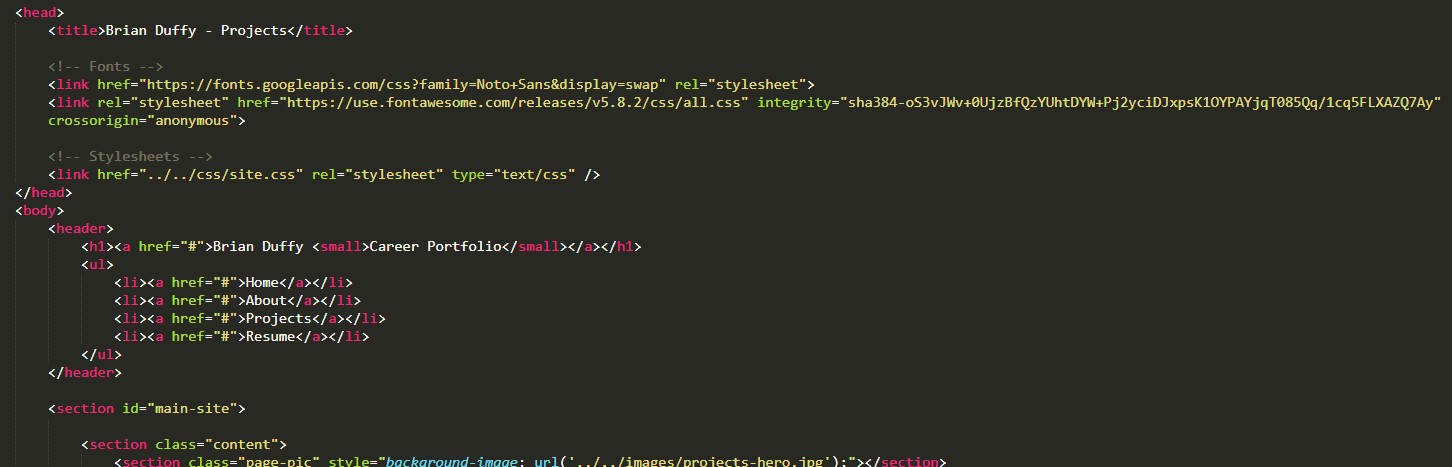 <head>
<title>Brian Duffy - Projects</title>
<!-- Fonts -->
<link href="https://fonts.googleapis.com/css?family=Noto+Sans&display=swap" rel="stylesheet">
<link rel="stylesheet" href="https://use.fontawesome.com/releases/v5.8.2/css/all.css" integrity="sha384-oS3vJWv+0UjzBfQzYUhtDYW+Pj2yciDJxpsK1OYPAYjqT085Qq/1cq5FLXAZQ7Ay"
crossorigin="anonymous">
<!-- Stylesheets -->
<link href="../../css/site.css" rel="stylesheet" type="text/css" />
</head>
<body>
<header>
<h1><a href="#">Brian Duffy <small>Career Portfolio</small></a></h1>
<ul>
<li><a href="#">Home</a></li>
<li><a href="#">About</a></li>
<li><a href="#">Projects</a></li>
<li><a href="#">Resume</a></li>
</ul>
</header>
<section id="main-site">
<section class="content">
<section class="page-pic" style="background-image: url('../../images/projects-hero.jpg');"></section>